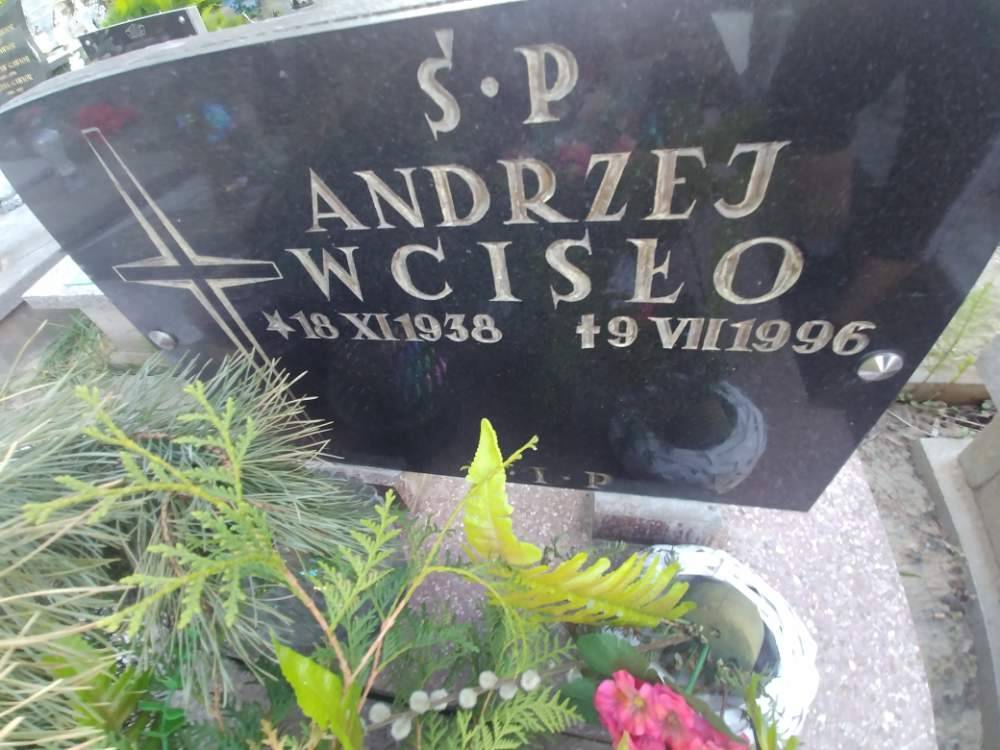 Ś·P
ANDRZEJ
WCISŁO
*18 XI 1938 †9 VII 1996
I·P